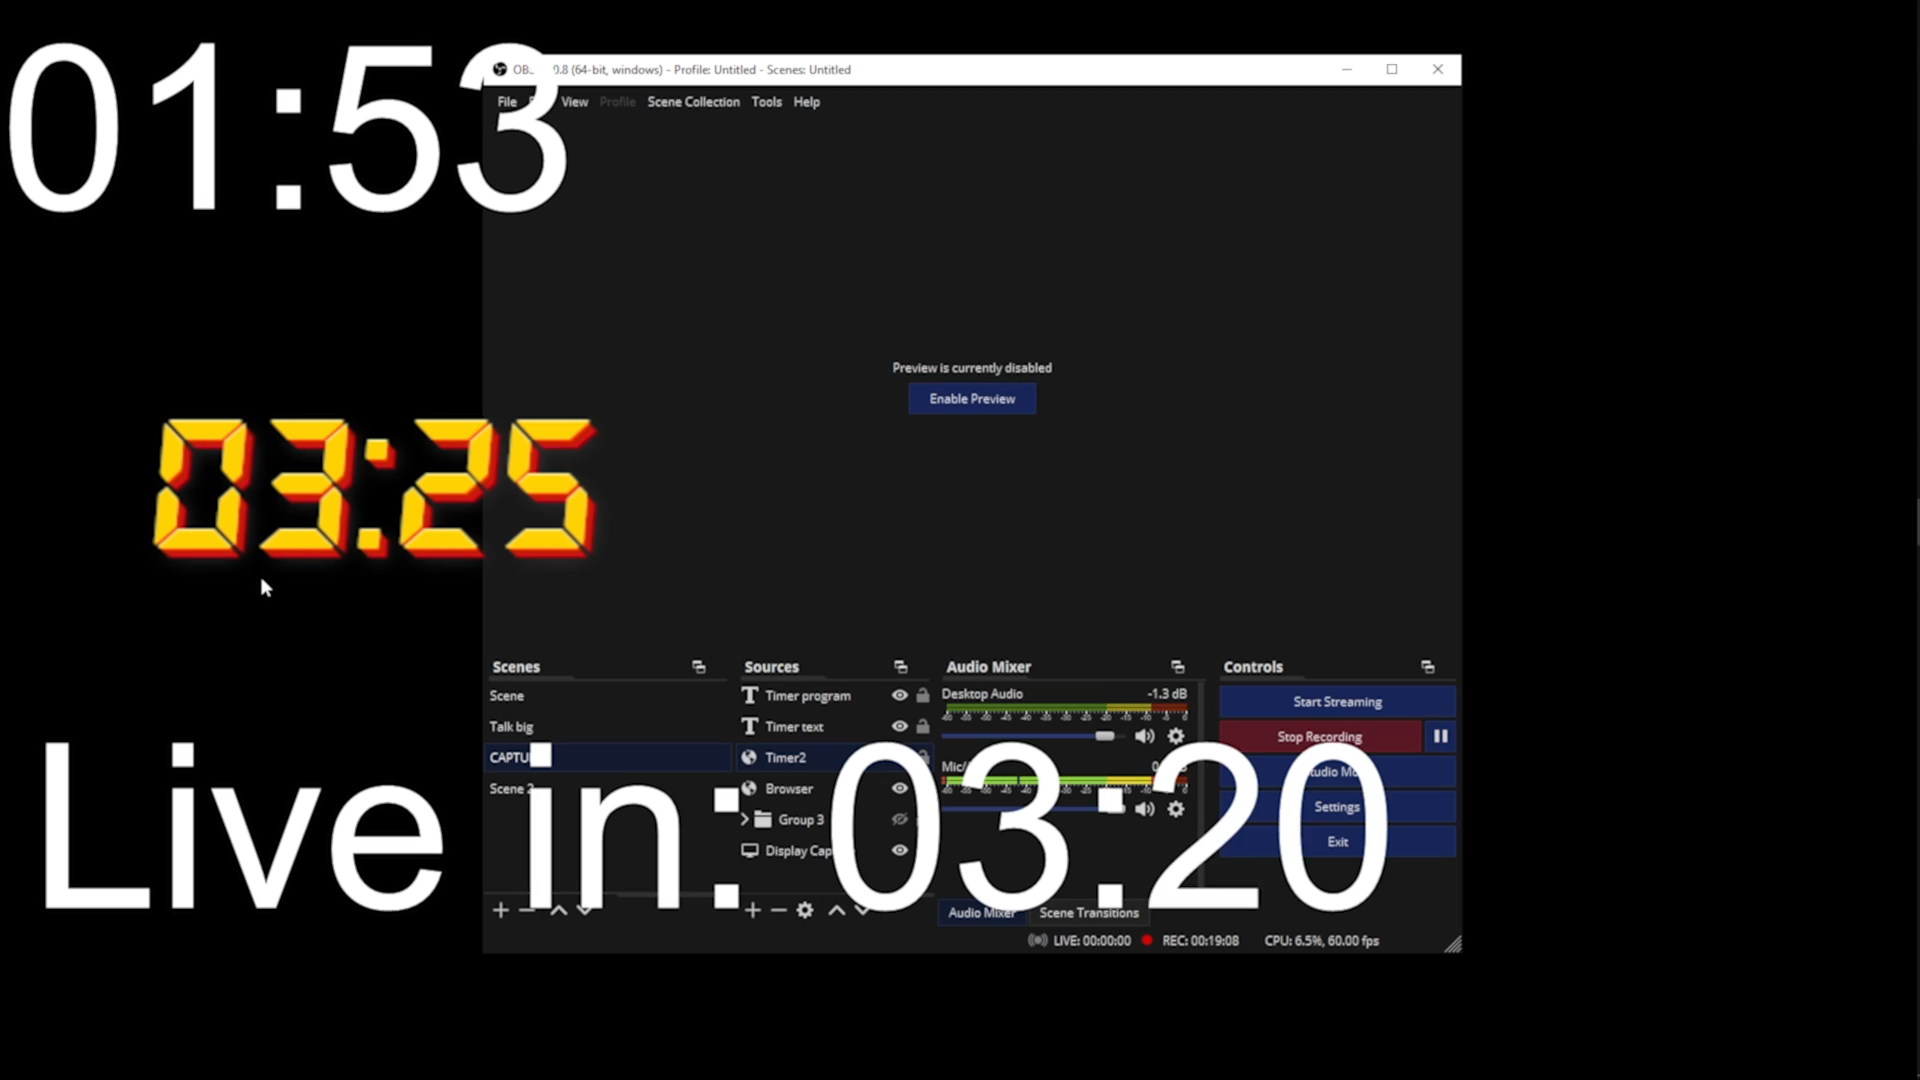 01:53
0.8 (64-bit, windows) - Profile: Untitled - Scenes: Untitled
File View Profile Scene Collection Tools Help
Preview is currently disabled
Enable Preview
03:25
Scenes
Scene
Talk big
CAPTU
Scene 2
Sources
Timer program
Timer text
Timer2
Browser
Group 3
Display Cap
Audio Mixer
Desktop Audio -1.3 dB
Mic/
Controls
Start Streaming
Stop Recording
Settings
Exit
Live in: 03:20
Audio Mixer Scene Transitions
LIVE: 00:00:00 REC: 00:19:08 CPU: 6.5%, 60.00 fps